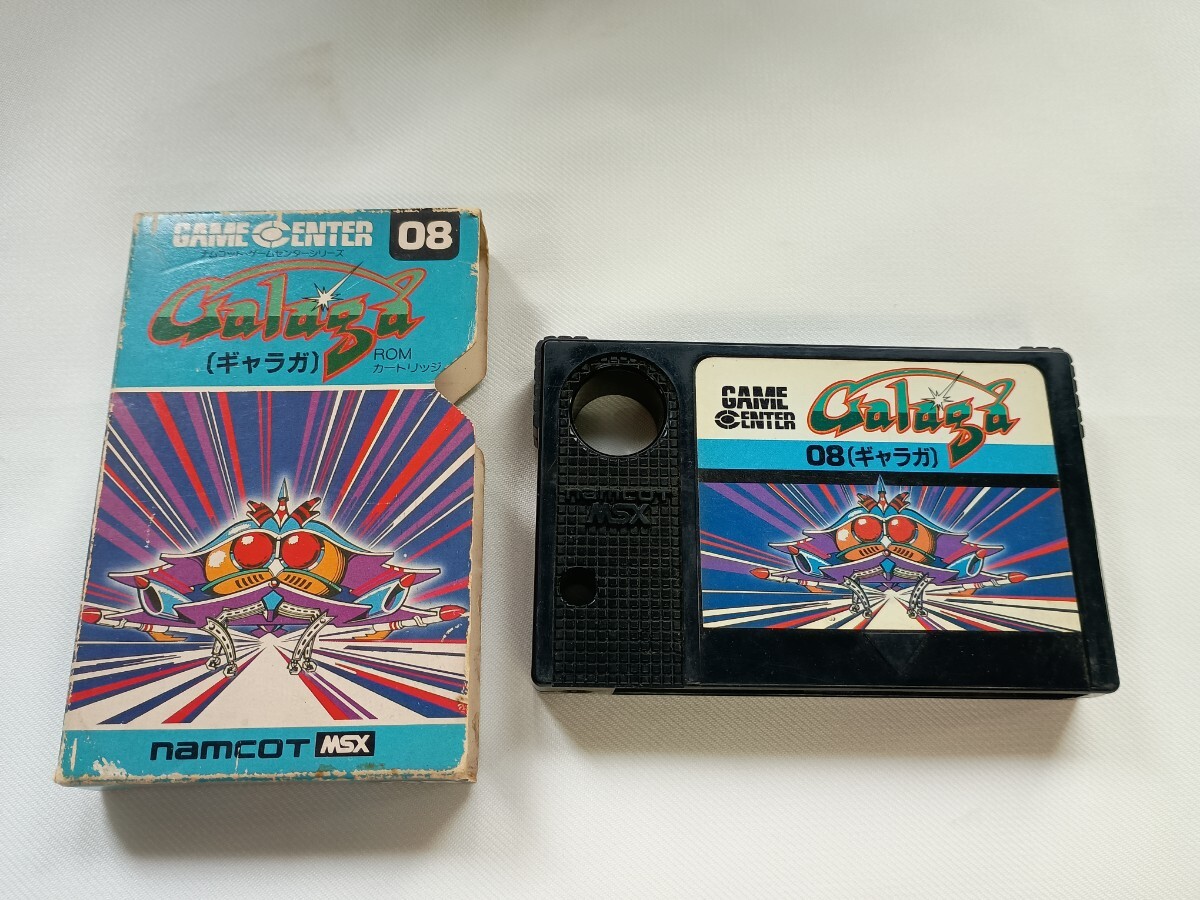 GAME CENTER 08
ナムコット・ゲームセンターシリーズ
Galaga
(ギャラガ)
ROM
カートリッジ
namcot MSX
GAME
CENTER
Galaga
08(ギャラガ)
namcot
MSX